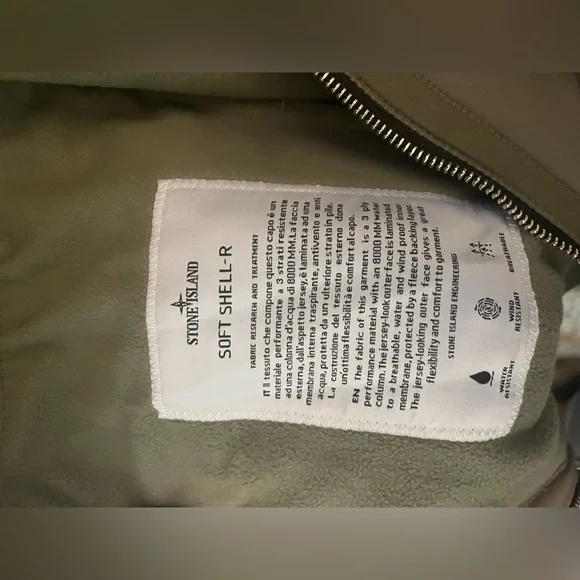 STONE ISLAND
SOFT SHELL-R
FABRIC RESEARCH AND TREATMENT
IT Il tessuto che compone questo capo è un
materiale performante a 3 strati resistente
ad una colonna d'acqua di 8000 MM. La faccia
esterna, dall'aspetto jersey, è laminata ad una
membrana interna traspirante, antivento e anti
acqua, protetta da un ulteriore strato in pile.
La costruzione del tessuto esterno dona
un'ottima flessibilità e comfort al capo.
EN The fabric of this garment is a 3 ply
performance material with an 8000 MM water
column. The jersey-look outer face is laminated
to a breathable, water and wind proof inner
membrane, protected by a fleece backing layer.
The jersey-looking outer face gives a great
flexibility and comfort to garment.
STONE ISLAND ENGINEERING
WATER
RESISTANT
WIND
RESISTANT
BREATHABLE